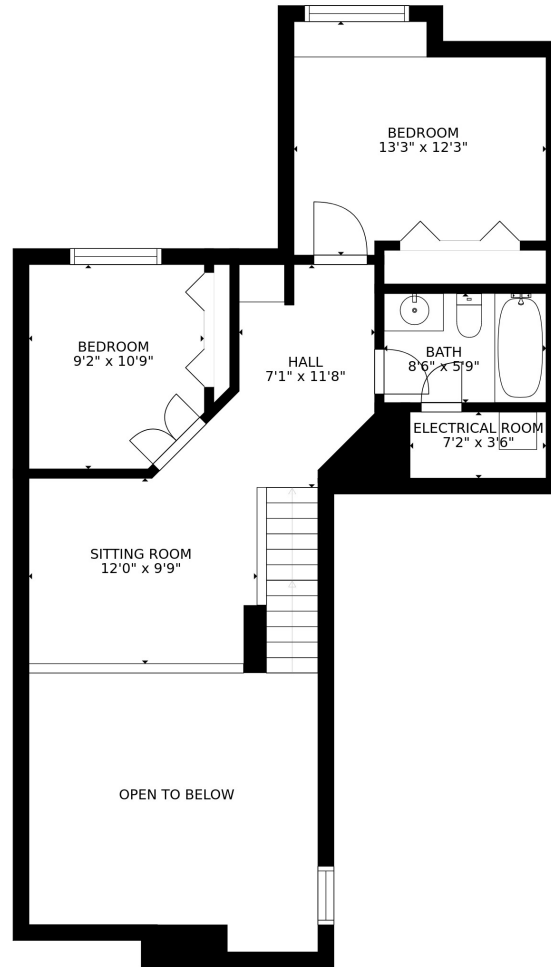 BEDROOM
13'3" x 12'3"
BEDROOM
9'2" x 10'9"
HALL
7'1" x 11'8"
BATH
8'6" x 5'9"
ELECTRICAL ROOM
7'2" x 3'6"
SITTING ROOM
12'0" x 9'9"
OPEN TO BELOW